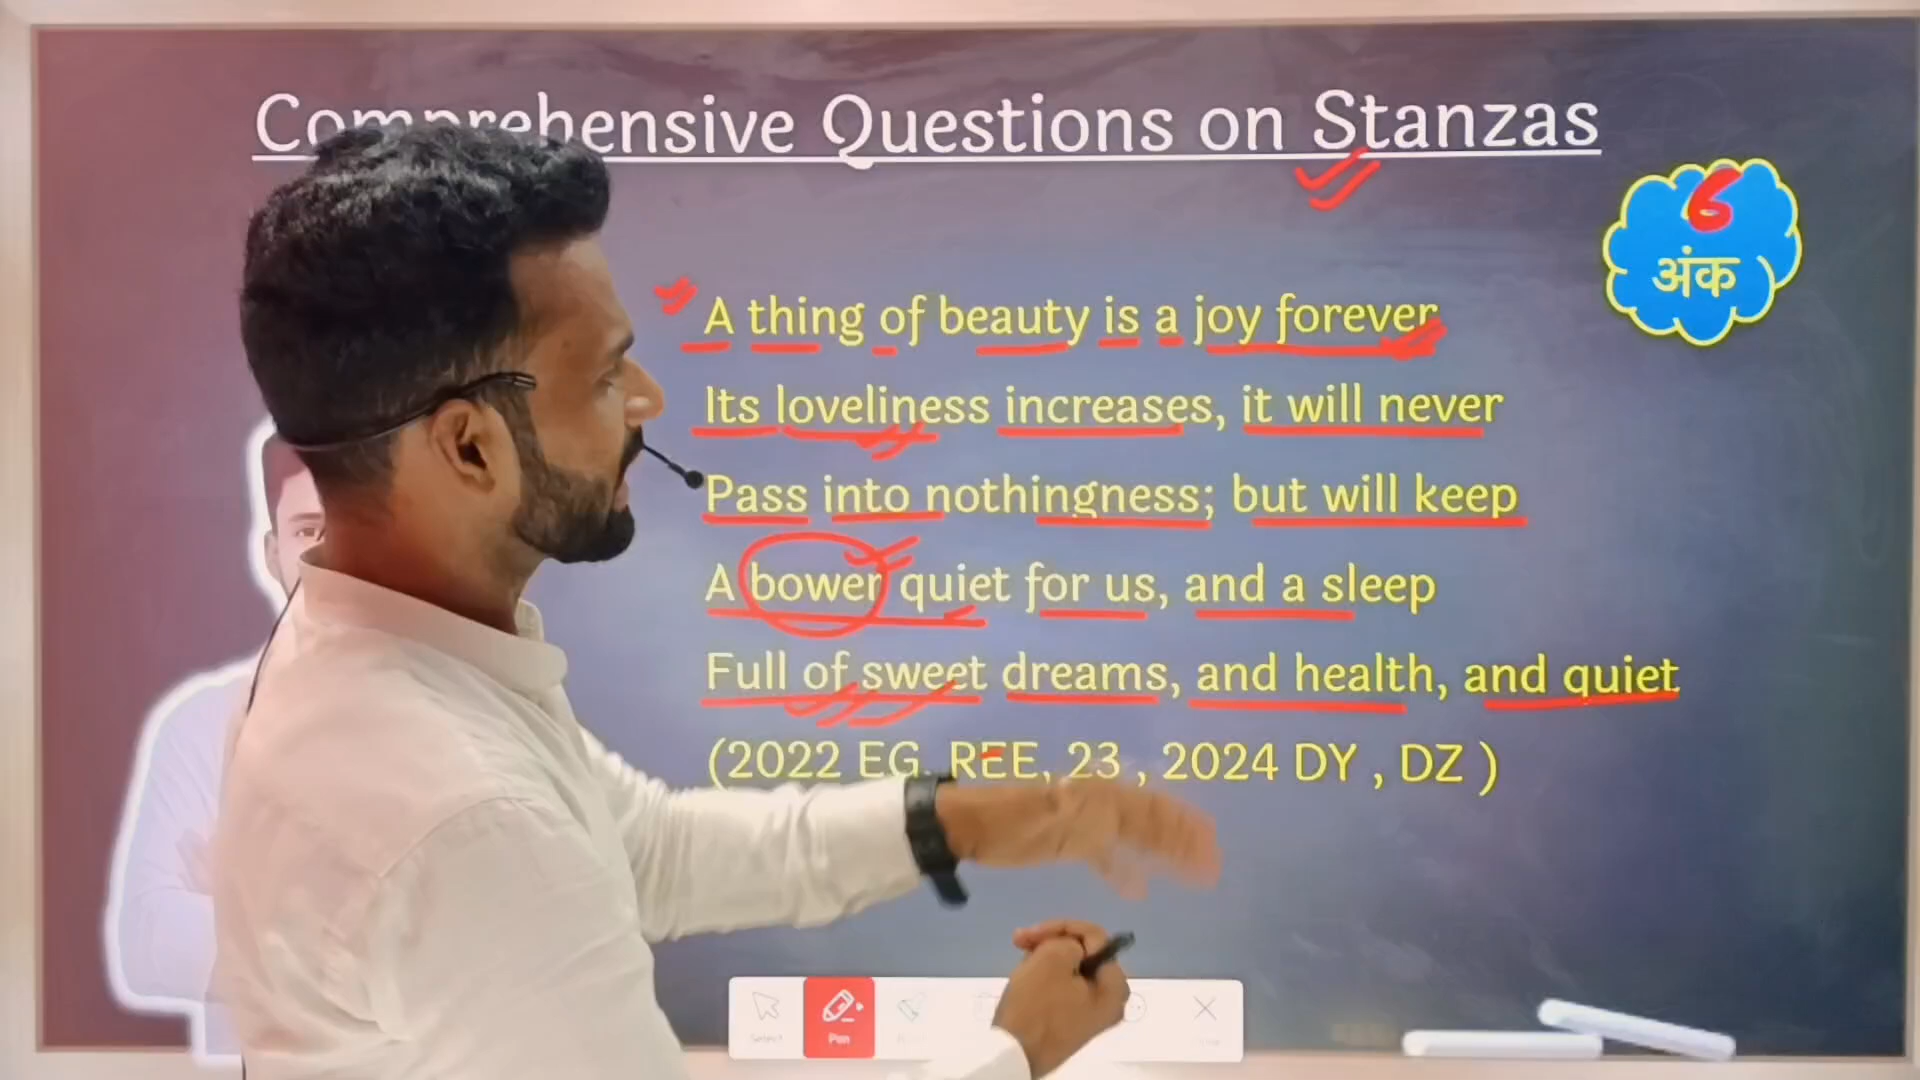 Comprehensive Questions on Stanzas
6
अंक
A thing of beauty is a joy forever
Its loveliness increases, it will never
Pass into nothingness; but will keep
A bower quiet for us, and a sleep
Full of sweet dreams, and health, and quiet
(2022 EG, REE, 23, 2024 DY, DZ)
Select
Pen